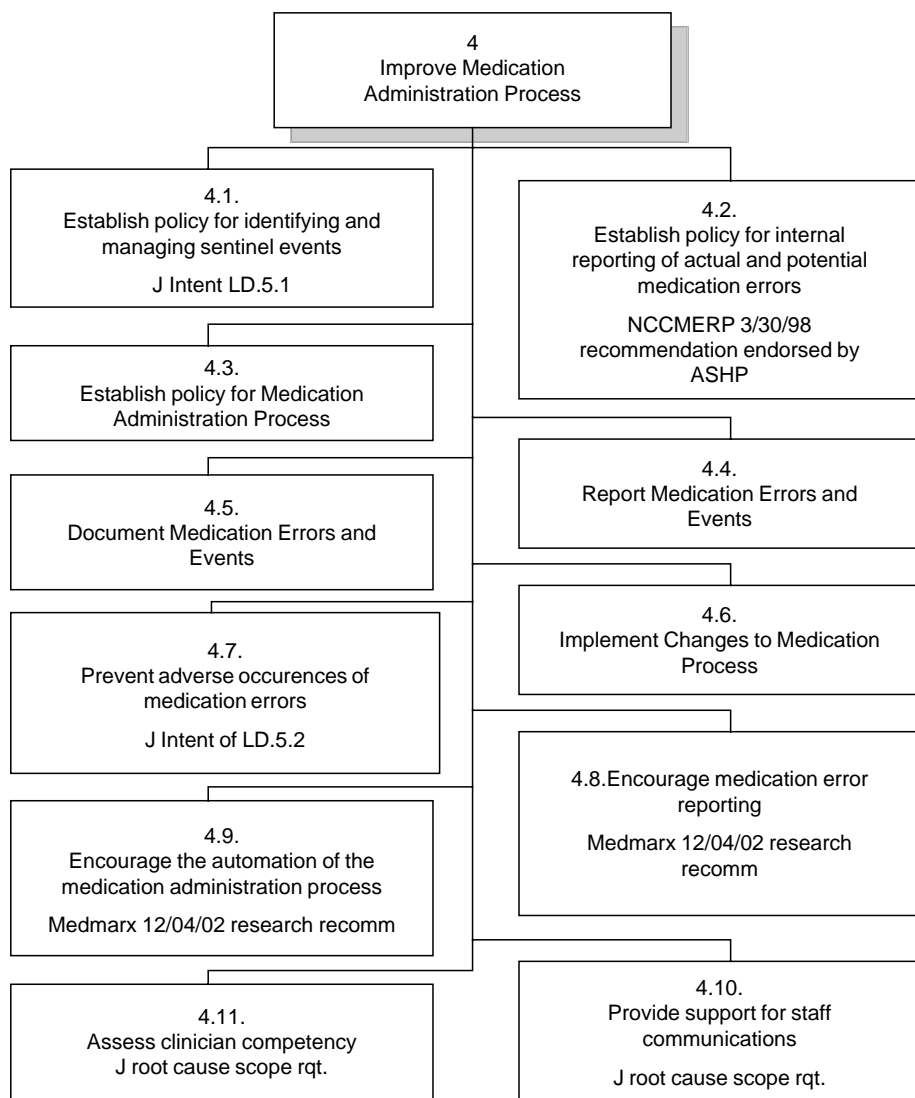 4
Improve Medication
Administration Process
4.1.
Establish policy for identifying and
managing sentinel events
J Intent LD.5.1
4.2.
Establish policy for internal
reporting of actual and potential
medication errors
NCCMERP 3/30/98
recommendation endorsed by
ASHP
4.3.
Establish policy for Medication
Administration Process
4.4.
Report Medication Errors and
Events
4.5.
Document Medication Errors and
Events
4.6.
Implement Changes to Medication
Process
4.7.
Prevent adverse occurences of
medication errors
J Intent of LD.5.2
4.8.Encourage medication error
reporting
Medmarx 12/04/02 research
recomm
4.9.
Encourage the automation of the
medication administration process
Medmarx 12/04/02 research recomm
4.10.
Provide support for staff
communications
J root cause scope rqt.
4.11.
Assess clinician competency
J root cause scope rqt.